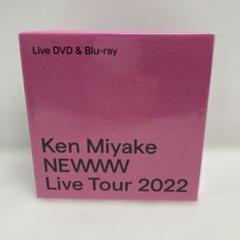 Live DVD & Blu-ray
Ken Miyake
NEWWW
Live Tour 2022